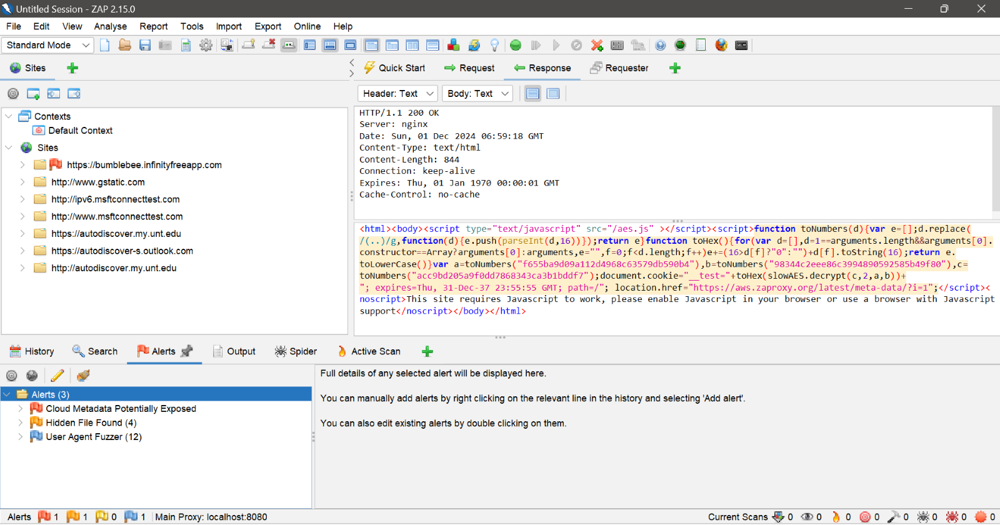 Untitled Session - ZAP 2.15.0
File Edit View Analyse Report Tools Import Export Online Help
Standard Mode
Sites
Quick Start Request Response Requester
Header: Text Body: Text
Contexts
Default Context
Sites
https://bumblebee.infinityfreeapp.com
http://www.gstatic.com
http://ipv6.msftconnecttest.com
http://www.msftconnecttest.com
https://autodiscover.my.unt.edu
https://autodiscover-s.outlook.com
http://autodiscover.my.unt.edu
HTTP/1.1 200 OK
Server: nginx
Date: Sun, 01 Dec 2024 06:59:18 GMT
Content-Type: text/html
Content-Length: 844
Connection: keep-alive
Expires: Thu, 01 Jan 1970 00:00:01 GMT
Cache-Control: no-cache
<html><body><script type="text/javascript" src="/aes.js" ></script><script>function toNumbers(d){var e=[];d.replace(
/(..)/g,function(d){e.push(parseInt(d,16))});return e}function toHex(){for(var d=[],d=1==arguments.length&&arguments[0].
constructor==Array?arguments[0]:arguments,e="",f=0;f<d.length;f++)e+=(16>d[f]?"0":"")+d[f].toString(16);return e.
toLowerCase()}var a=toNumbers("f655ba9d09a112d4968c63579db590b4"),b=toNumbers("98344c2eee86c3994890592585b49f80"),c=
toNumbers("acc9bd205a9f0dd7868343ca3b1bddf7");document.cookie="__test="+toHex(slowAES.decrypt(c,2,a,b))+
"; expires=Thu, 31-Dec-37 23:55:55 GMT; path=/"; location.href="https://aws.zaproxy.org/latest/meta-data/?i=1";</script><
noscript>This site requires Javascript to work, please enable Javascript in your browser or use a browser with Javascript
support</noscript></body></html>
History Search Alerts Output Spider Active Scan
Alerts (3)
Cloud Metadata Potentially Exposed
Hidden File Found (4)
User Agent Fuzzer (12)
Full details of any selected alert will be displayed here.
You can manually add alerts by right clicking on the relevant line in the history and selecting 'Add alert'.
You can also edit existing alerts by double clicking on them.
Alerts 1 1 0 1 Main Proxy: localhost:8080 Current Scans 0 0 0 0 0 0 0 0